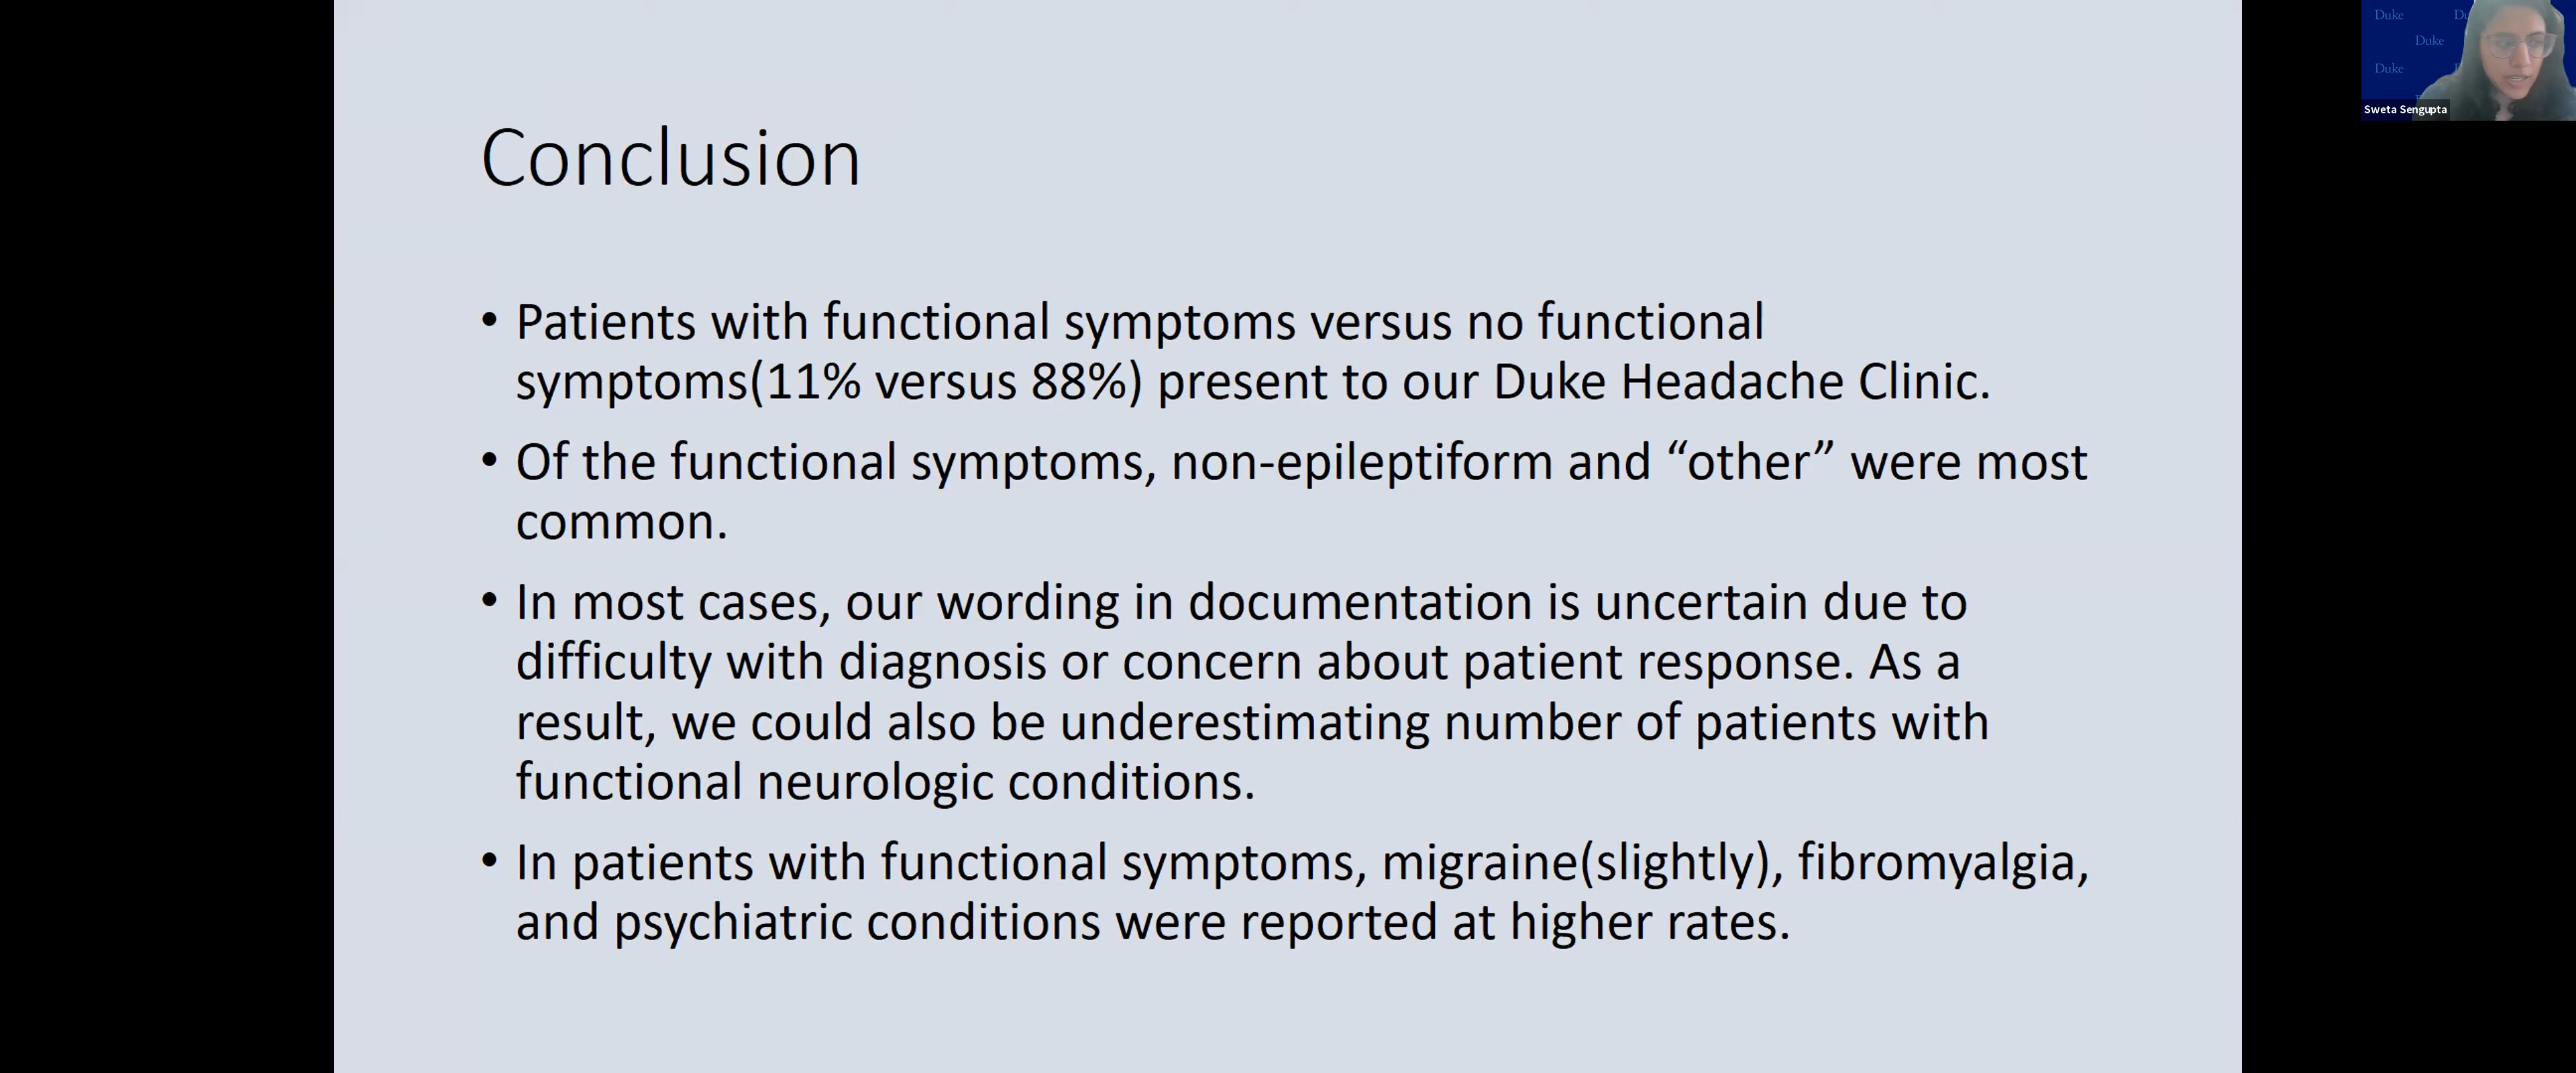 Conclusion
• Patients with functional symptoms versus no functional
symptoms(11% versus 88%) present to our Duke Headache Clinic.
• Of the functional symptoms, non-epileptiform and “other” were most
common.
• In most cases, our wording in documentation is uncertain due to
difficulty with diagnosis or concern about patient response. As a
result, we could also be underestimating number of patients with
functional neurologic conditions.
• In patients with functional symptoms, migraine(slightly), fibromyalgia,
and psychiatric conditions were reported at higher rates.
Duke
Duke
Duke
Sweta Sengupta